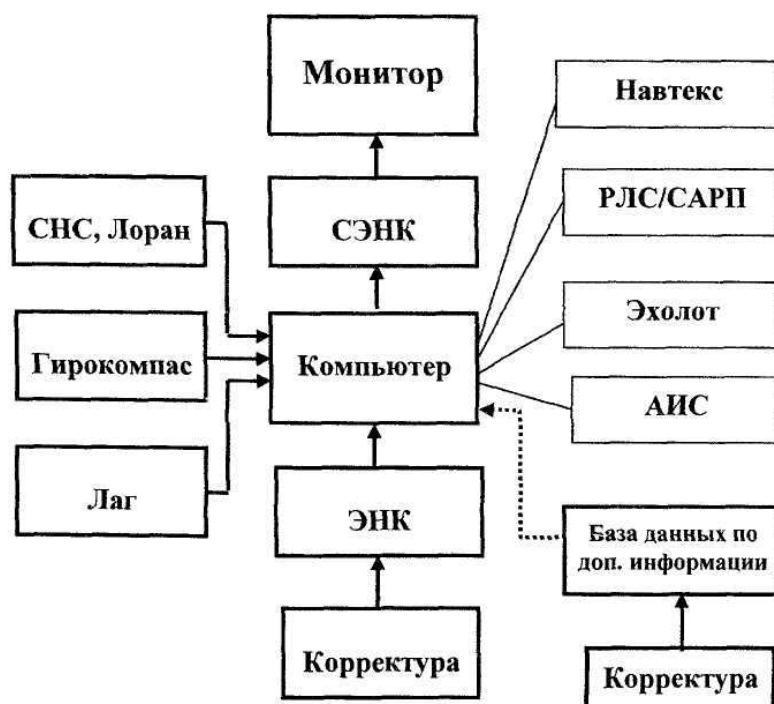 Монитор
Навтекс
СНС, Лоран
СЭНК
РЛС/САРП
Гирокомпас
Компьютер
Эхолот
АИС
Лаг
ЭНК
База данных по
доп. информации
Корректура
Корректура